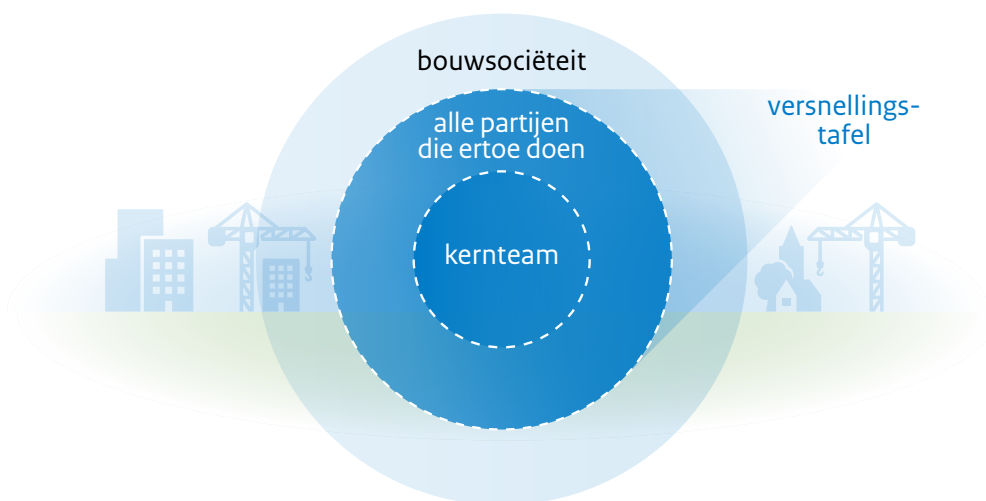 bouwsociëteit
versnellings-
tafel
alle partijen
die ertoe doen
kernteam